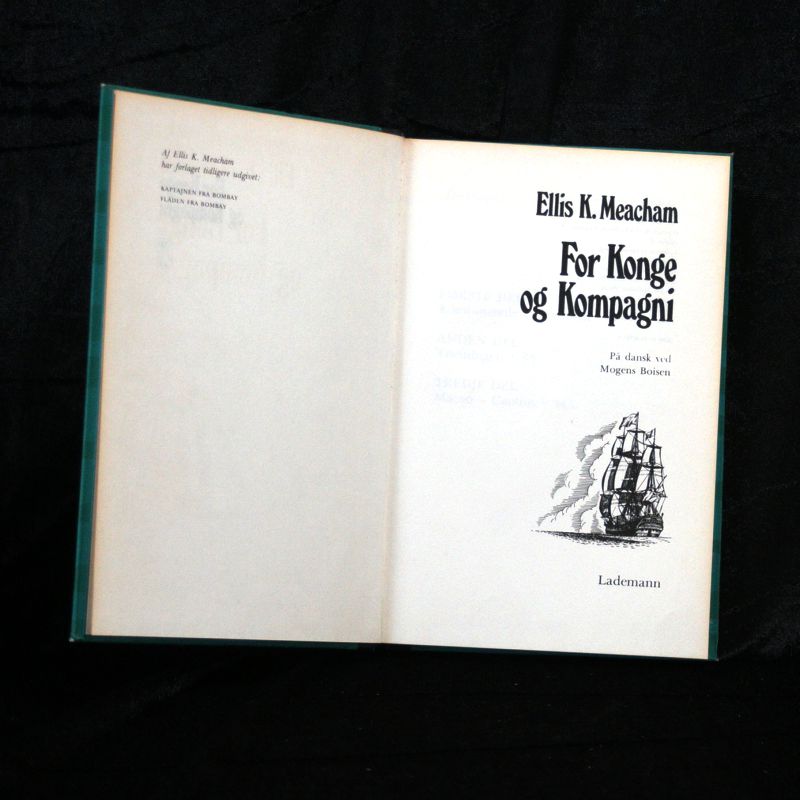 Af Ellis K. Meacham
har forlaget tidligere udgivet:
KAPTAJNEN FRA BOMBAY
FLÅDEN FRA BOMBAY
Ellis K. Meacham
For Konge
og Kompagni
På dansk ved
Mogens Boisen
Lademann